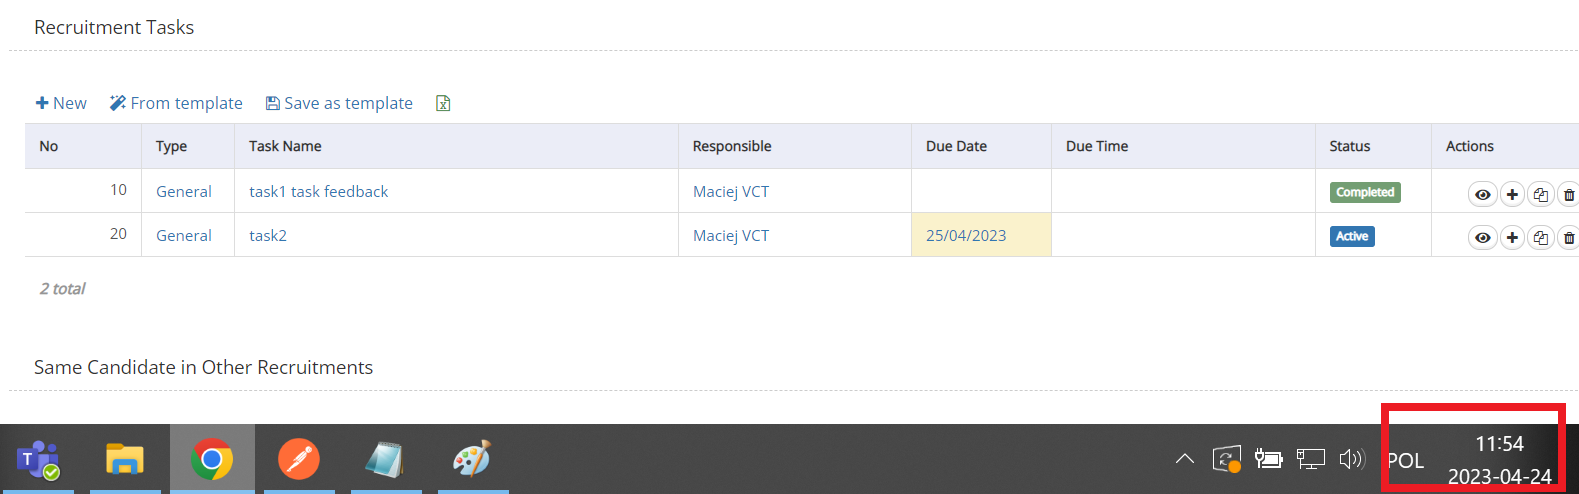 Recruitment Tasks
New From template Save as template
No Type Task Name Responsible Due Date Due Time Status Actions
10 General task1 task feedback Maciej VCT Completed
20 General task2 Maciej VCT 25/04/2023 Active
2 total
Same Candidate in Other Recruitments
11:54
POL
2023-04-24